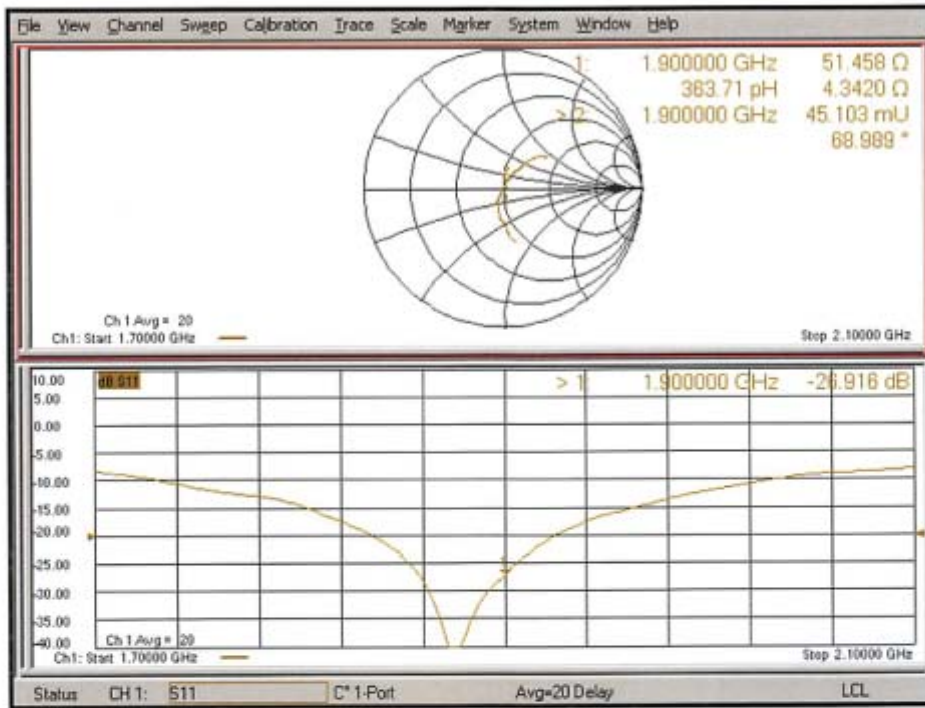 File View Channel Sweep Calibration Trace Scale Marker System Window Help
1: 1.900000 GHz 51.458 Ω
363.71 pH 4.3420 Ω
> 2: 1.900000 GHz 45.103 mU
68.989 °
Ch 1 Avg = 20
Ch1: Start 1.70000 GHz Stop 2.10000 GHz
10.00 dB S11 > 1: 1.900000 GHz -26.916 dB
5.00
0.00
-5.00
-10.00
-15.00
-20.00
-25.00
1
-30.00
-35.00
-40.00 Ch 1 Avg = 20
Ch1: Start 1.70000 GHz Stop 2.10000 GHz
Status CH 1: S11 C* 1-Port Avg=20 Delay LCL